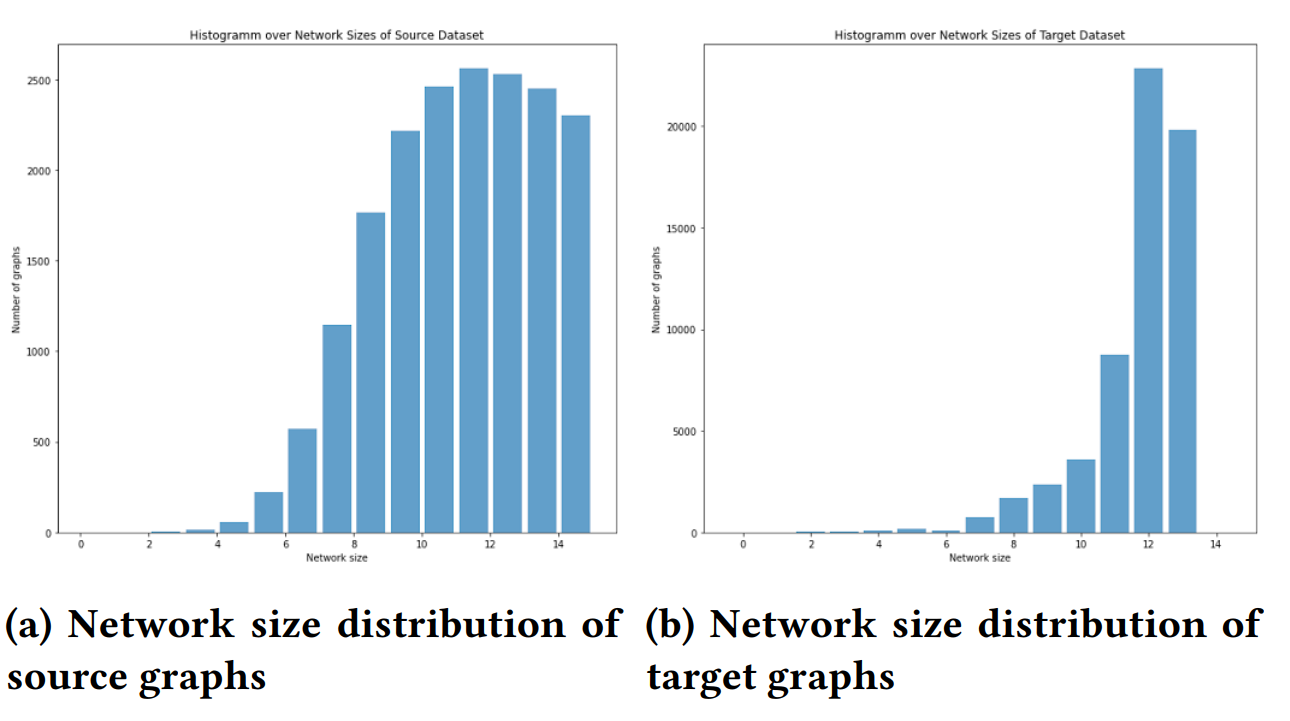 Histogramm over Network Sizes of Source Dataset
2500
2000
1500
1000
500
0
Number of graphs
0 2 4 6 8 10 12 14
Network size
Histogramm over Network Sizes of Target Dataset
20000
15000
10000
5000
0
Number of graphs
0 2 4 6 8 10 12 14
Network size
(a) Network size distribution of
source graphs
(b) Network size distribution of
target graphs